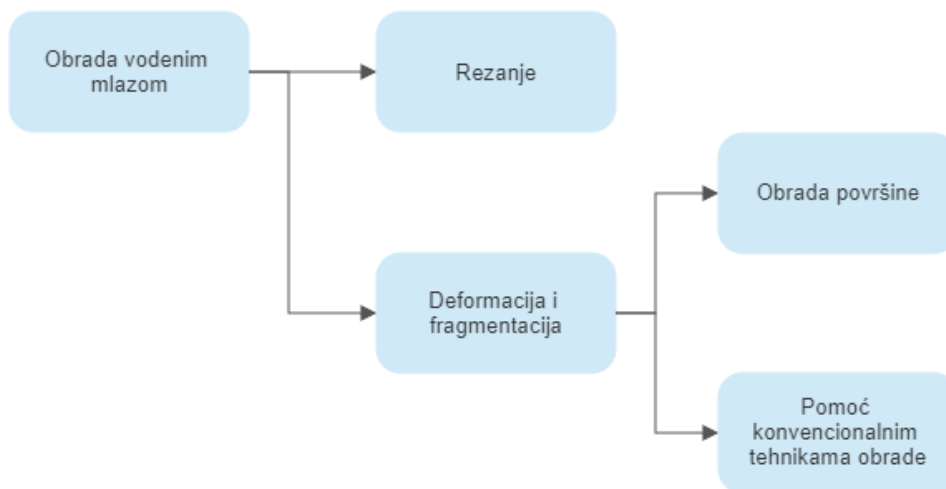 Obrada vodenim
mlazom
Rezanje
Obrada površine
Deformacija i
fragmentacija
Pomoć
konvencionalnim
tehnikama obrade